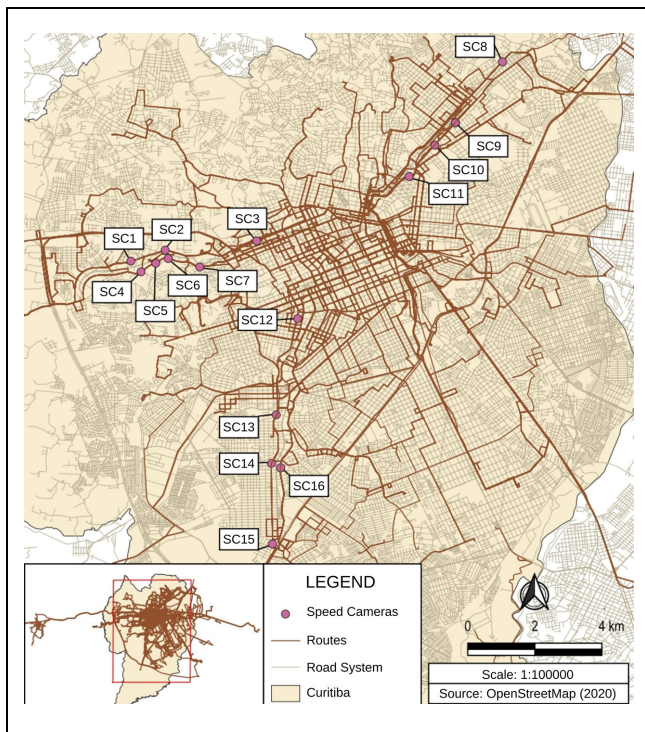 SC8
SC9
SC10
SC11
SC3
SC2
SC1
SC7
SC6
SC4
SC5
SC12
SC13
SC14
SC16
SC15
LEGEND
Speed Cameras
Routes
Road System
Curitiba
0 2 4 km
Scale: 1:100000
Source: OpenStreetMap (2020)